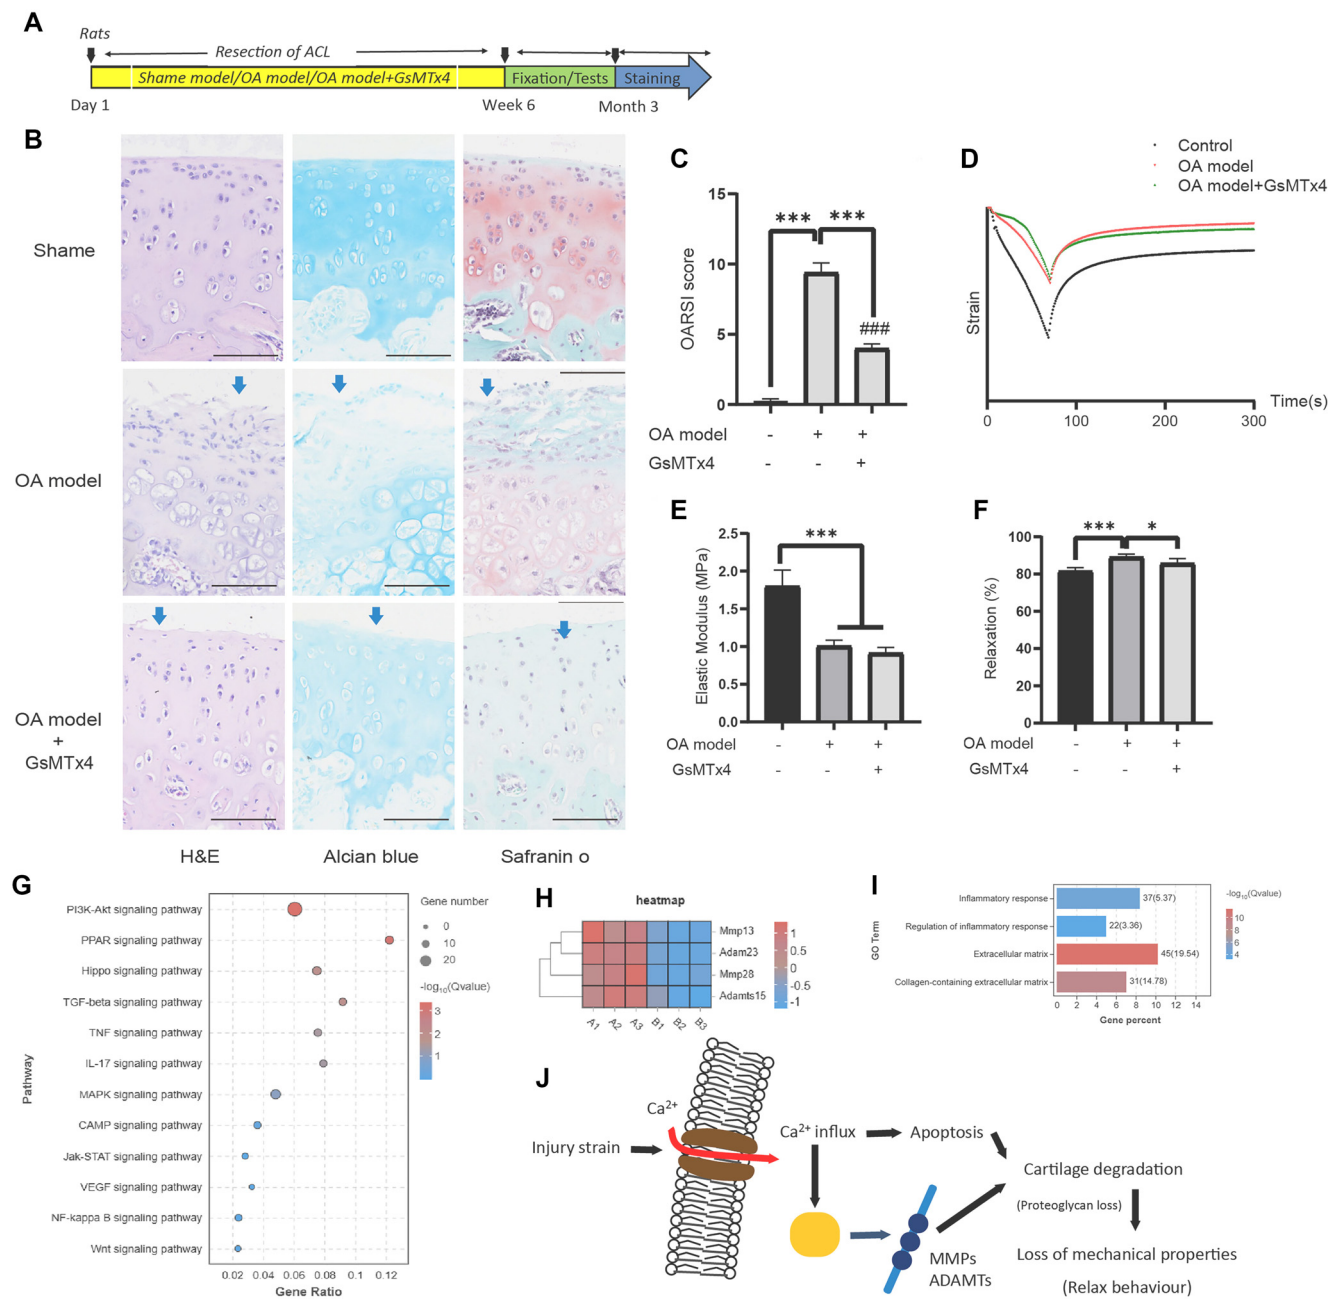 A
Rats
Resection of ACL
Shame model/OA model/OA model+GsMTx4
Fixation/Tests
Staining
Day 1
Week 6
Month 3
B
Shame
OA model
OA model
+
GsMTx4
H&E
Alcian blue
Safranin o
C
OARSI score
15
10
5
0
***
***
###
OA model - + +
GsMTx4 - - +
D
Control
OA model
OA model+GsMTx4
Strain
Time(s)
0
100
200
300
E
Elastic Modulus (MPa)
2.5
2.0
1.5
1.0
0.5
0.0
***
OA model - + +
GsMTx4 - - +
F
Relaxation (%)
100
80
60
40
20
0
***
*
OA model - + +
GsMTx4 - - +
G
Pathway
PI3K-Akt signaling pathway
PPAR signaling pathway
Hippo signaling pathway
TGF-beta signaling pathway
TNF signaling pathway
IL-17 signaling pathway
MAPK signaling pathway
CAMP signaling pathway
Jak-STAT signaling pathway
VEGF signaling pathway
NF-kappa B signaling pathway
Wnt signaling pathway
0.02 0.04 0.06 0.08 0.1 0.12
Gene Ratio
Gene number
0
10
20
-log10(Qvalue)
3
2
1
H
heatmap
Mmp13
Adam23
Mmp28
Adamts15
A1 A2 A3 B1 B2 B3
1
0.5
0
-0.5
-1
I
GO Term
Inflammatory response
37(5.37)
Regulation of inflammatory response
22(3.36)
Extracellular matrix
45(19.54)
Collagen-containing extracellular matrix
31(14.78)
0 2 4 6 8 10 12 14
Gene percent
-log10(Qvalue)
10
8
6
4
J
Injury strain
Ca2+
Ca2+ influx
Apoptosis
Cartilage degradation
(Proteoglycan loss)
MMPs
ADAMTs
Loss of mechanical properties
(Relax behaviour)